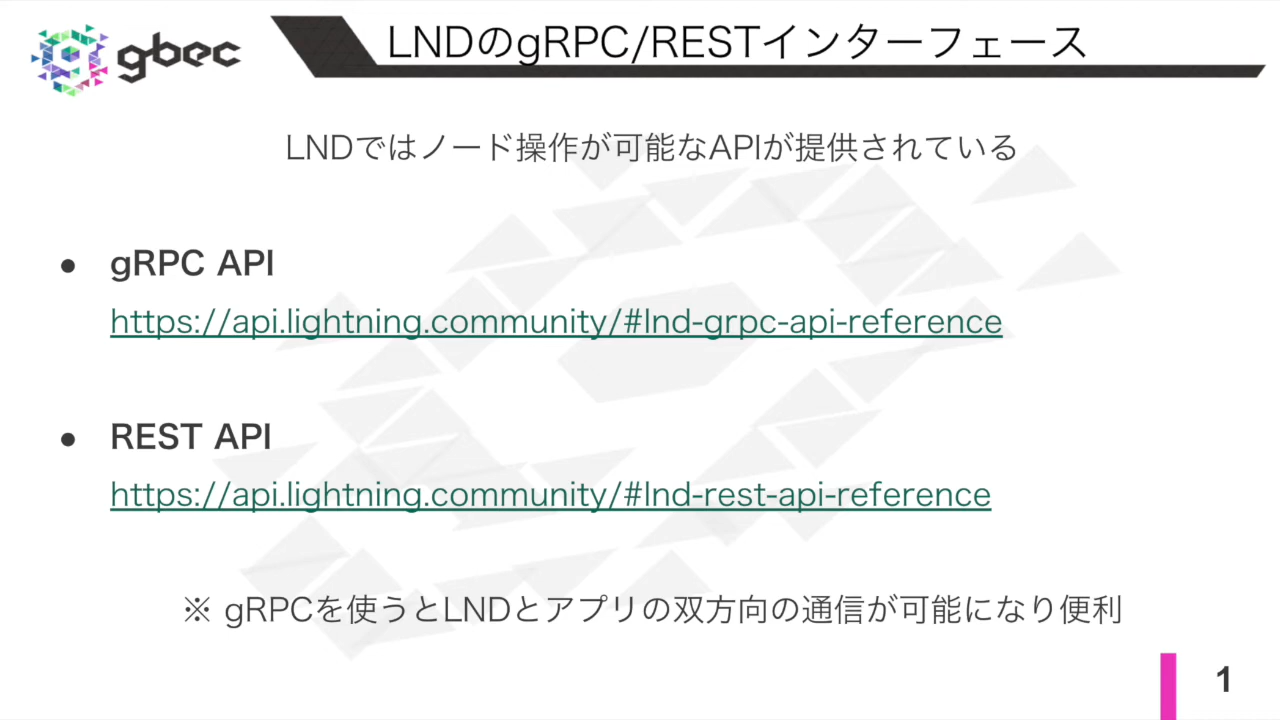 gbec
LNDのgRPC/RESTインターフェース
LNDではノード操作が可能なAPIが提供されている
● gRPC API
https://api.lightning.community/#lnd-grpc-api-reference
● REST API
https://api.lightning.community/#lnd-rest-api-reference
※ gRPCを使うとLNDとアプリの双方向の通信が可能になり便利
1